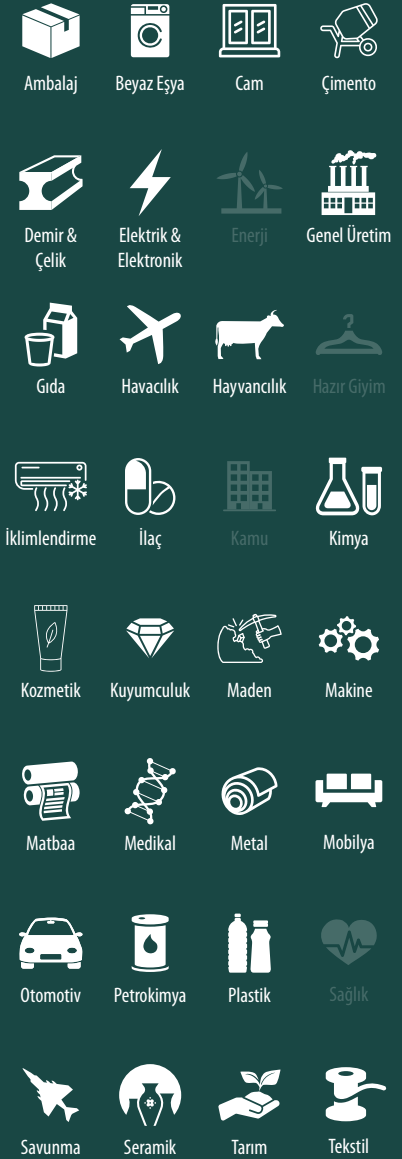 Ambalaj
Beyaz Eşya
Cam
Çimento
Demir &
Çelik
Elektrik &
Elektronik
Enerji
Genel Üretim
Gıda
Havacılık
Hayvancılık
Hazır Giyim
İklimlendirme
İlaç
Kamu
Kimya
Kozmetik
Kuyumculuk
Maden
Makine
Matbaa
Medikal
Metal
Mobilya
Otomotiv
Petrokimya
Plastik
Sağlık
Savunma
Seramik
Tarım
Tekstil